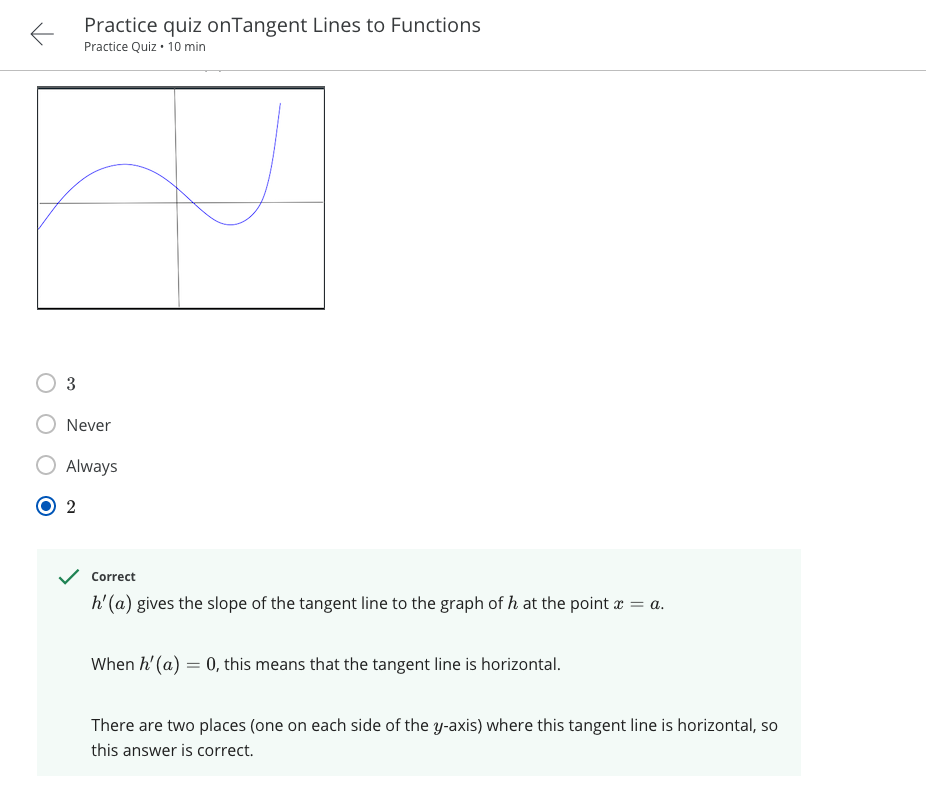 Practice quiz onTangent Lines to Functions
Practice Quiz • 10 min
3
Never
Always
2
Correct
h′(a) gives the slope of the tangent line to the graph of h at the point x = a.
When h′(a) = 0, this means that the tangent line is horizontal.
There are two places (one on each side of the y-axis) where this tangent line is horizontal, so
this answer is correct.